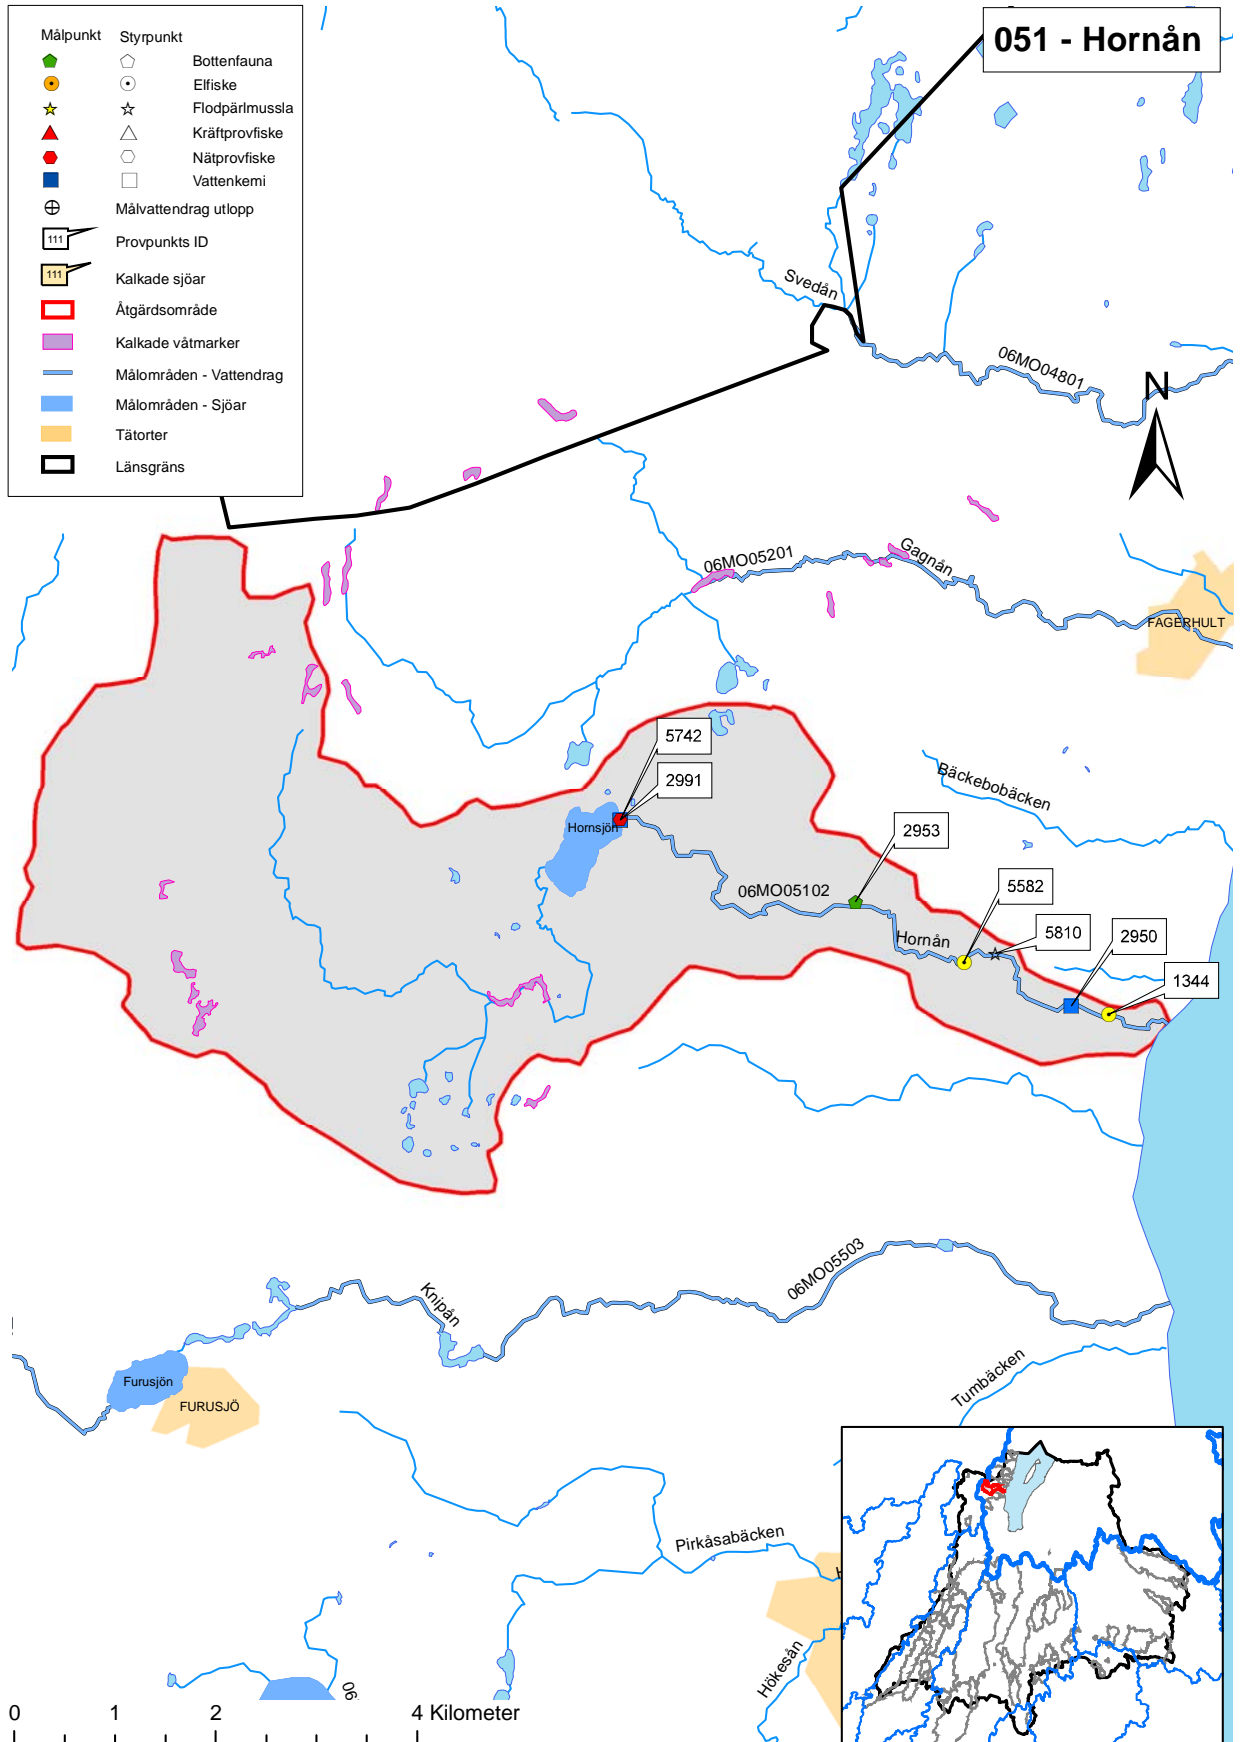 051 - Hornån
Målpunkt Styrpunkt
Bottenfauna
Elfiske
Flodpärlmussla
Kräftprovfiske
Nätprovfiske
Vattenkemi
Målvattendrag utlopp
111 Provpunkts ID
111 Kalkade sjöar
Åtgärdsområde
Kalkade våtmarker
Målområden - Vattendrag
Målområden - Sjöar
Tätorter
Länsgräns
Svedån
06MO04801
N
06MO05201
Gagnån
FAGERHULT
5742
2991
Hornsjön
Bäckebobäcken
2953
06MO05102
5582
Hornån
5810
2950
1344
06MO05503
Knipån
Furusjön
FURUSJÖ
Tumbäcken
Pirkåsabäcken
Hökesån
06
0 1 2 4 Kilometer